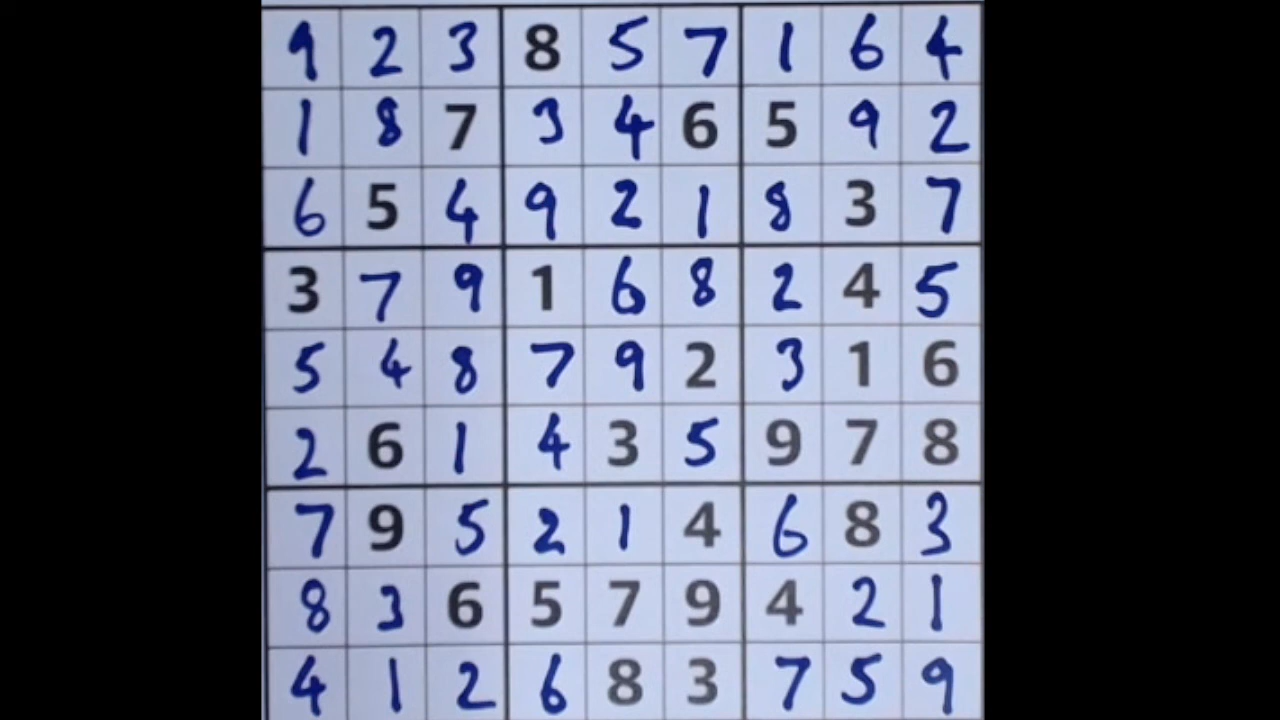 9 2 3 8 5 7 1 6 4
1 8 7 3 4 6 5 9 2
6 5 4 9 2 1 8 3 7
3 7 9 1 6 8 2 4 5
5 4 8 7 9 2 3 1 6
2 6 1 4 3 5 9 7 8
7 9 5 2 1 4 6 8 3
8 3 6 5 7 9 4 2 1
4 1 2 6 8 3 7 5 9